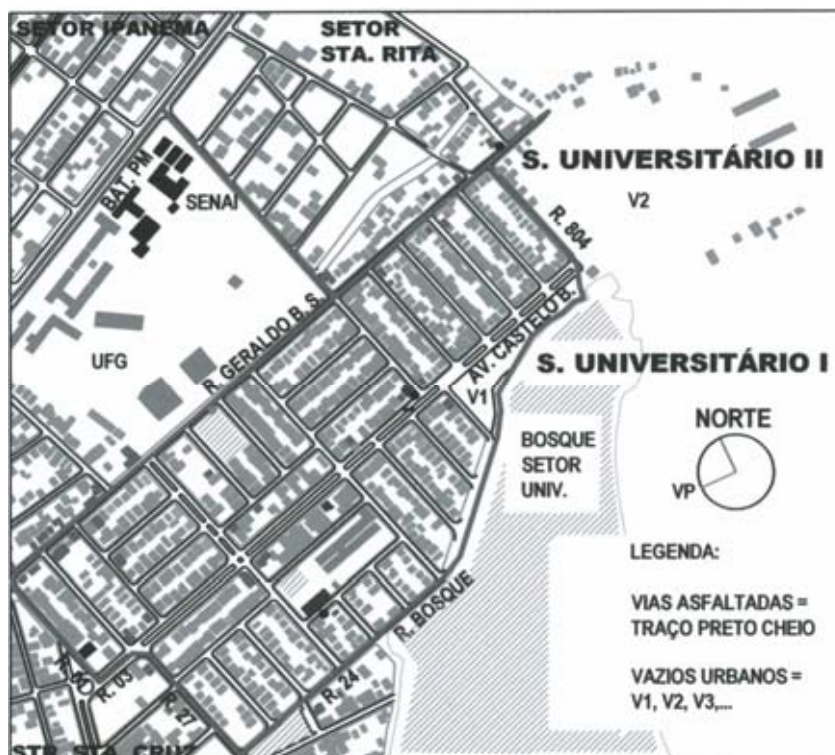 SETOR IPANEMA
SETOR
STA. RITA
BAT. PM
SENAI
S. UNIVERSITÁRIO II
V2
R. 804
UFG
R. GERALDO B. S.
AV. CASTELO B.
V1
S. UNIVERSITÁRIO I
BOSQUE
SETOR
UNIV.
NORTE
VP
LEGENDA:
VIAS ASFALTADAS =
TRAÇO PRETO CHEIO
VAZIOS URBANOS =
V1, V2, V3,...
R. BOSQUE
R. 03
R. 27
R. 24
STR. STA. CRUZ